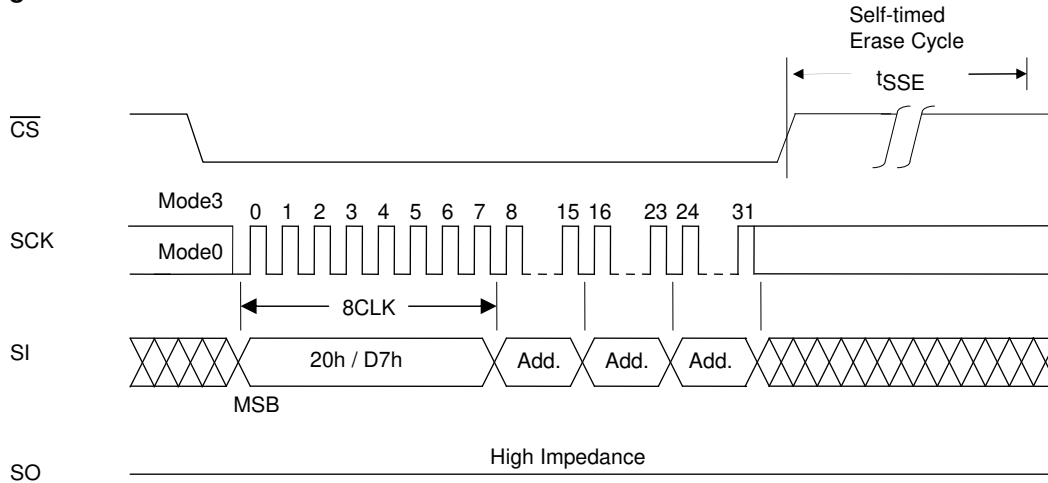 Self-timed
Erase Cycle
tSSE
CS
Mode3
0 1 2 3 4 5 6 7 8 15 16 23 24 31
SCK
Mode0
8CLK
SI
20h / D7h Add. Add. Add.
MSB
High Impedance
SO